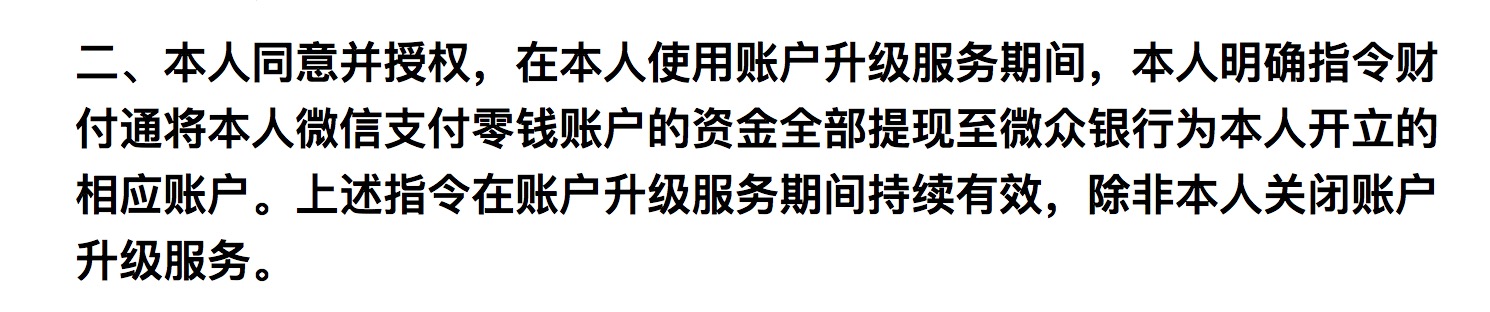 二、本人同意并授权，在本人使用账户升级服务期间，本人明确指令财
付通将本人微信支付零钱账户的资金全部提现至微众银行为本人开立的
相应账户。上述指令在账户升级服务期间持续有效，除非本人关闭账户
升级服务。